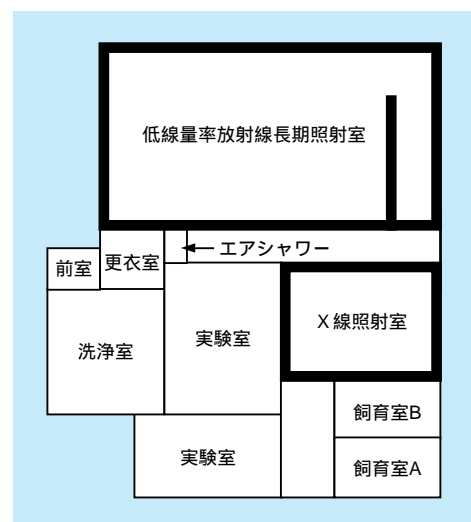 低線量率放射線長期照射室
エアシャワー
前室
更衣室
洗浄室
実験室
X線照射室
飼育室B
実験室
飼育室A